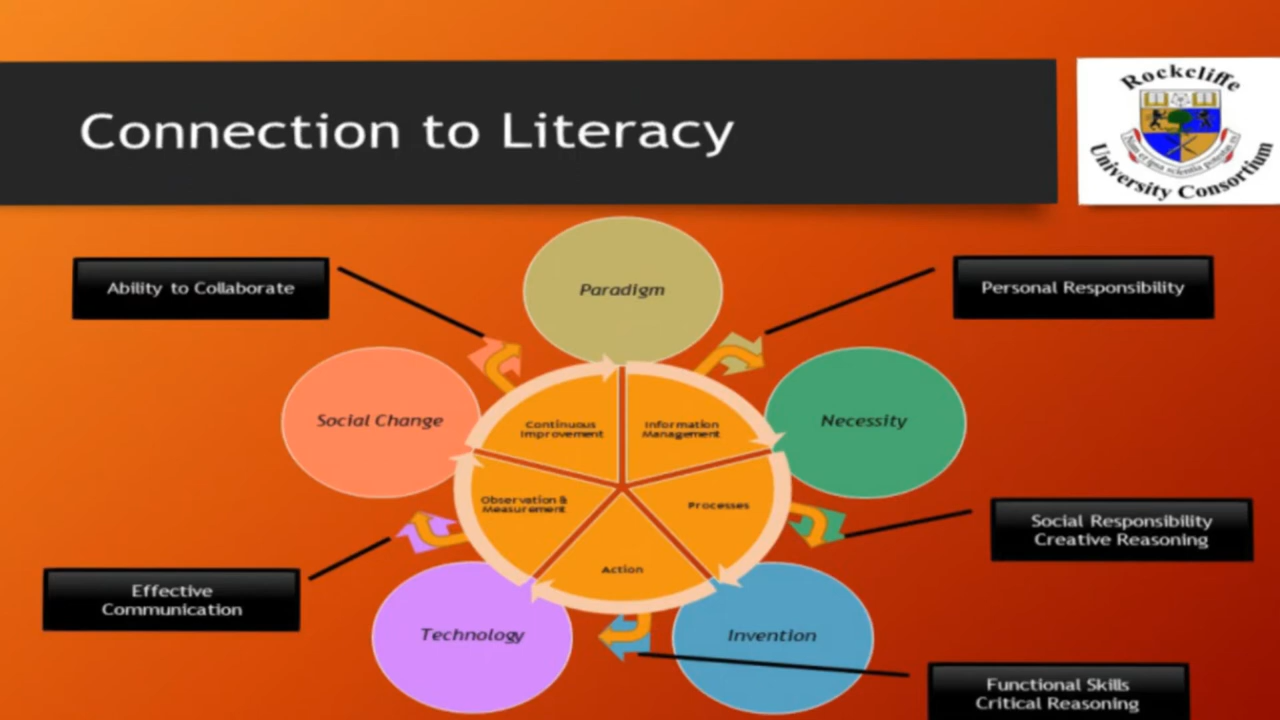 Connection to Literacy
Rockcliffe
University Consortium
Ability to Collaborate
Paradigm
Personal Responsibility
Social Change
Necessity
Continuous
Improvement
Information
Management
Observation &
Measurement
Processes
Action
Social Responsibility
Creative Reasoning
Effective
Communication
Technology
Invention
Functional Skills
Critical Reasoning